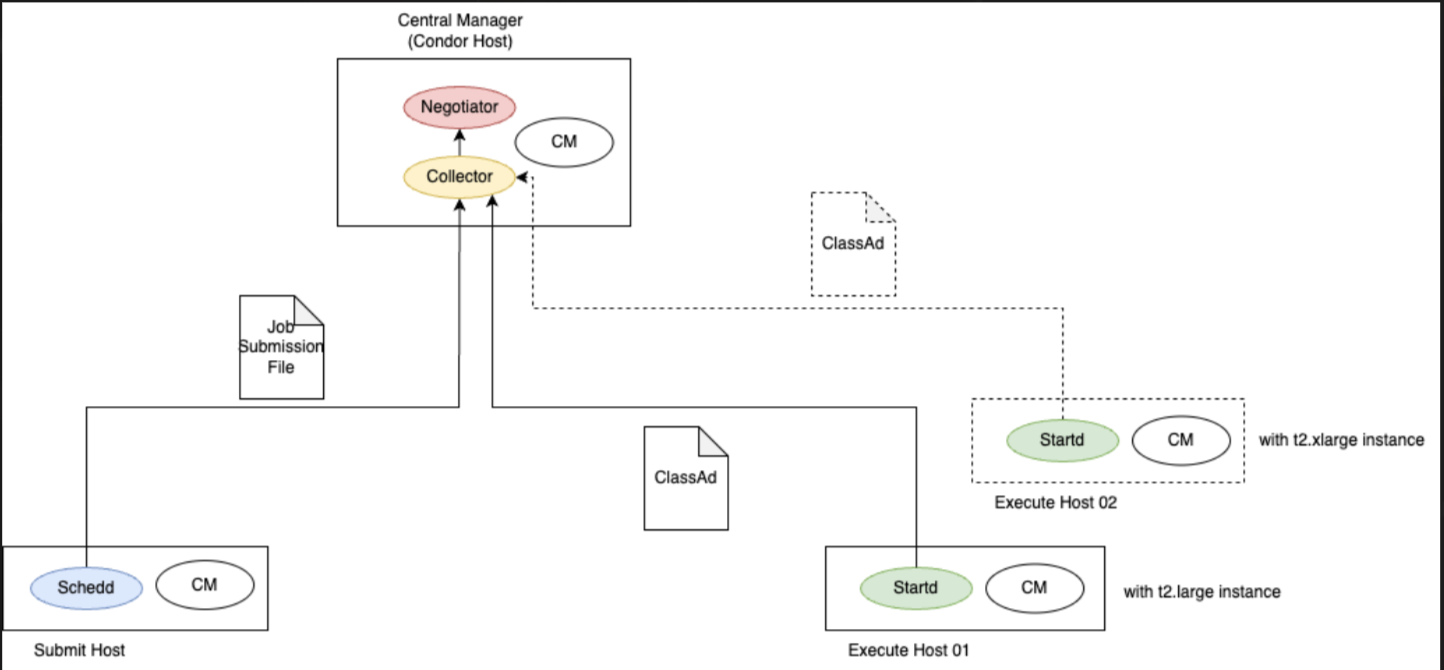 Central Manager
(Condor Host)
Negotiator
CM
Collector
ClassAd
Job
Submission
File
Startd
CM
with t2.xlarge instance
ClassAd
Execute Host 02
Schedd
CM
Startd
CM
with t2.large instance
Submit Host
Execute Host 01